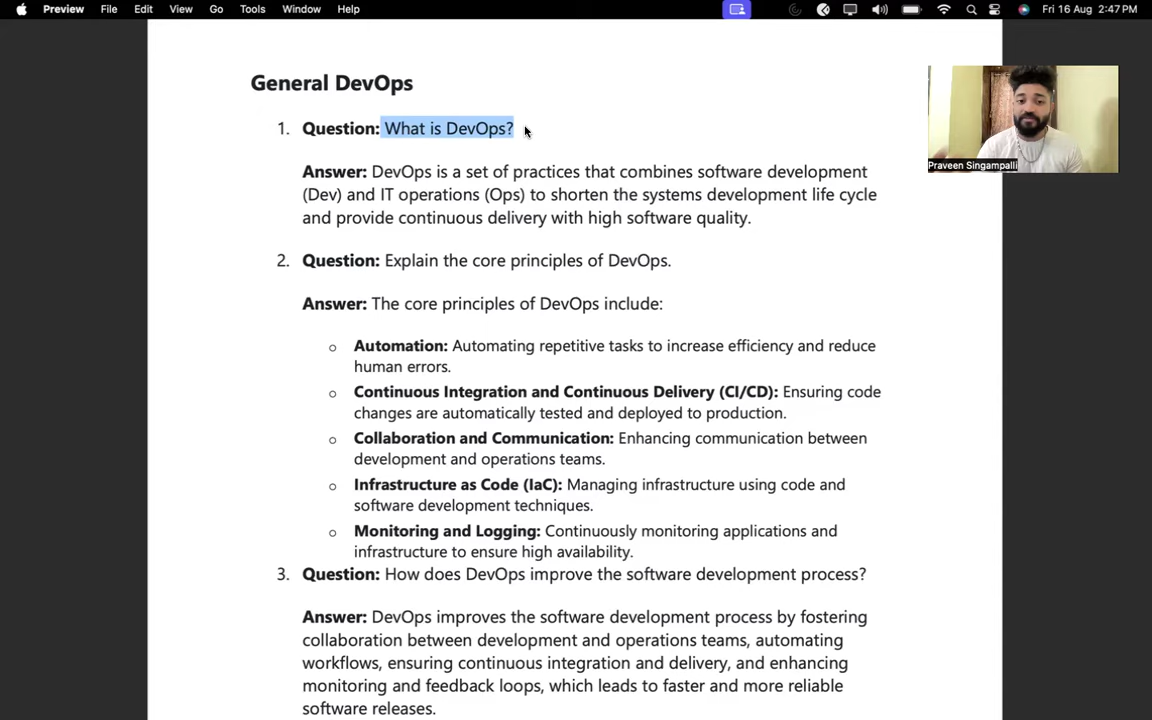 Preview File Edit View Go Tools Window Help Fri 16 Aug 2:47 PM
General DevOps
1. Question: What is DevOps?
Praveen Singampalli
Answer: DevOps is a set of practices that combines software development
(Dev) and IT operations (Ops) to shorten the systems development life cycle
and provide continuous delivery with high software quality.
2. Question: Explain the core principles of DevOps.
Answer: The core principles of DevOps include:
Automation: Automating repetitive tasks to increase efficiency and reduce
human errors.
Continuous Integration and Continuous Delivery (CI/CD): Ensuring code
changes are automatically tested and deployed to production.
Collaboration and Communication: Enhancing communication between
development and operations teams.
Infrastructure as Code (IaC): Managing infrastructure using code and
software development techniques.
Monitoring and Logging: Continuously monitoring applications and
infrastructure to ensure high availability.
3. Question: How does DevOps improve the software development process?
Answer: DevOps improves the software development process by fostering
collaboration between development and operations teams, automating
workflows, ensuring continuous integration and delivery, and enhancing
monitoring and feedback loops, which leads to faster and more reliable
software releases.